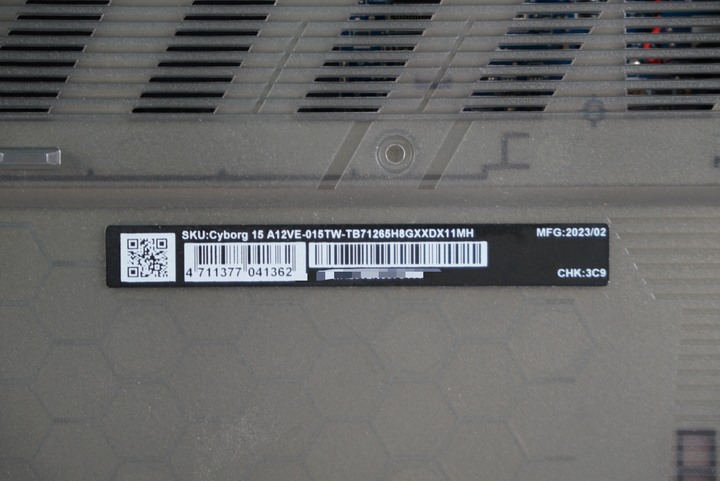 SKU:Cyborg 15 A12VE-015TW-TB71265H8GXXDX11MH
MFG:2023/02
4 711377 041362
CHK:3C9